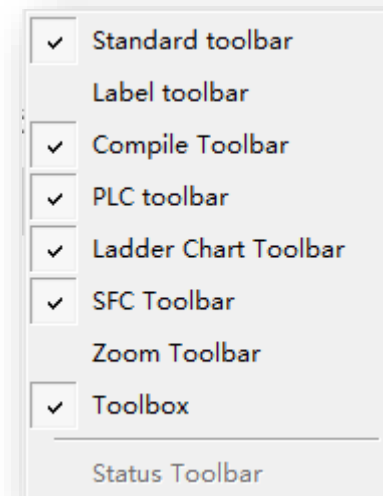 Standard toolbar
Label toolbar
Compile Toolbar
PLC toolbar
Ladder Chart Toolbar
SFC Toolbar
Zoom Toolbar
Toolbox
Status Toolbar